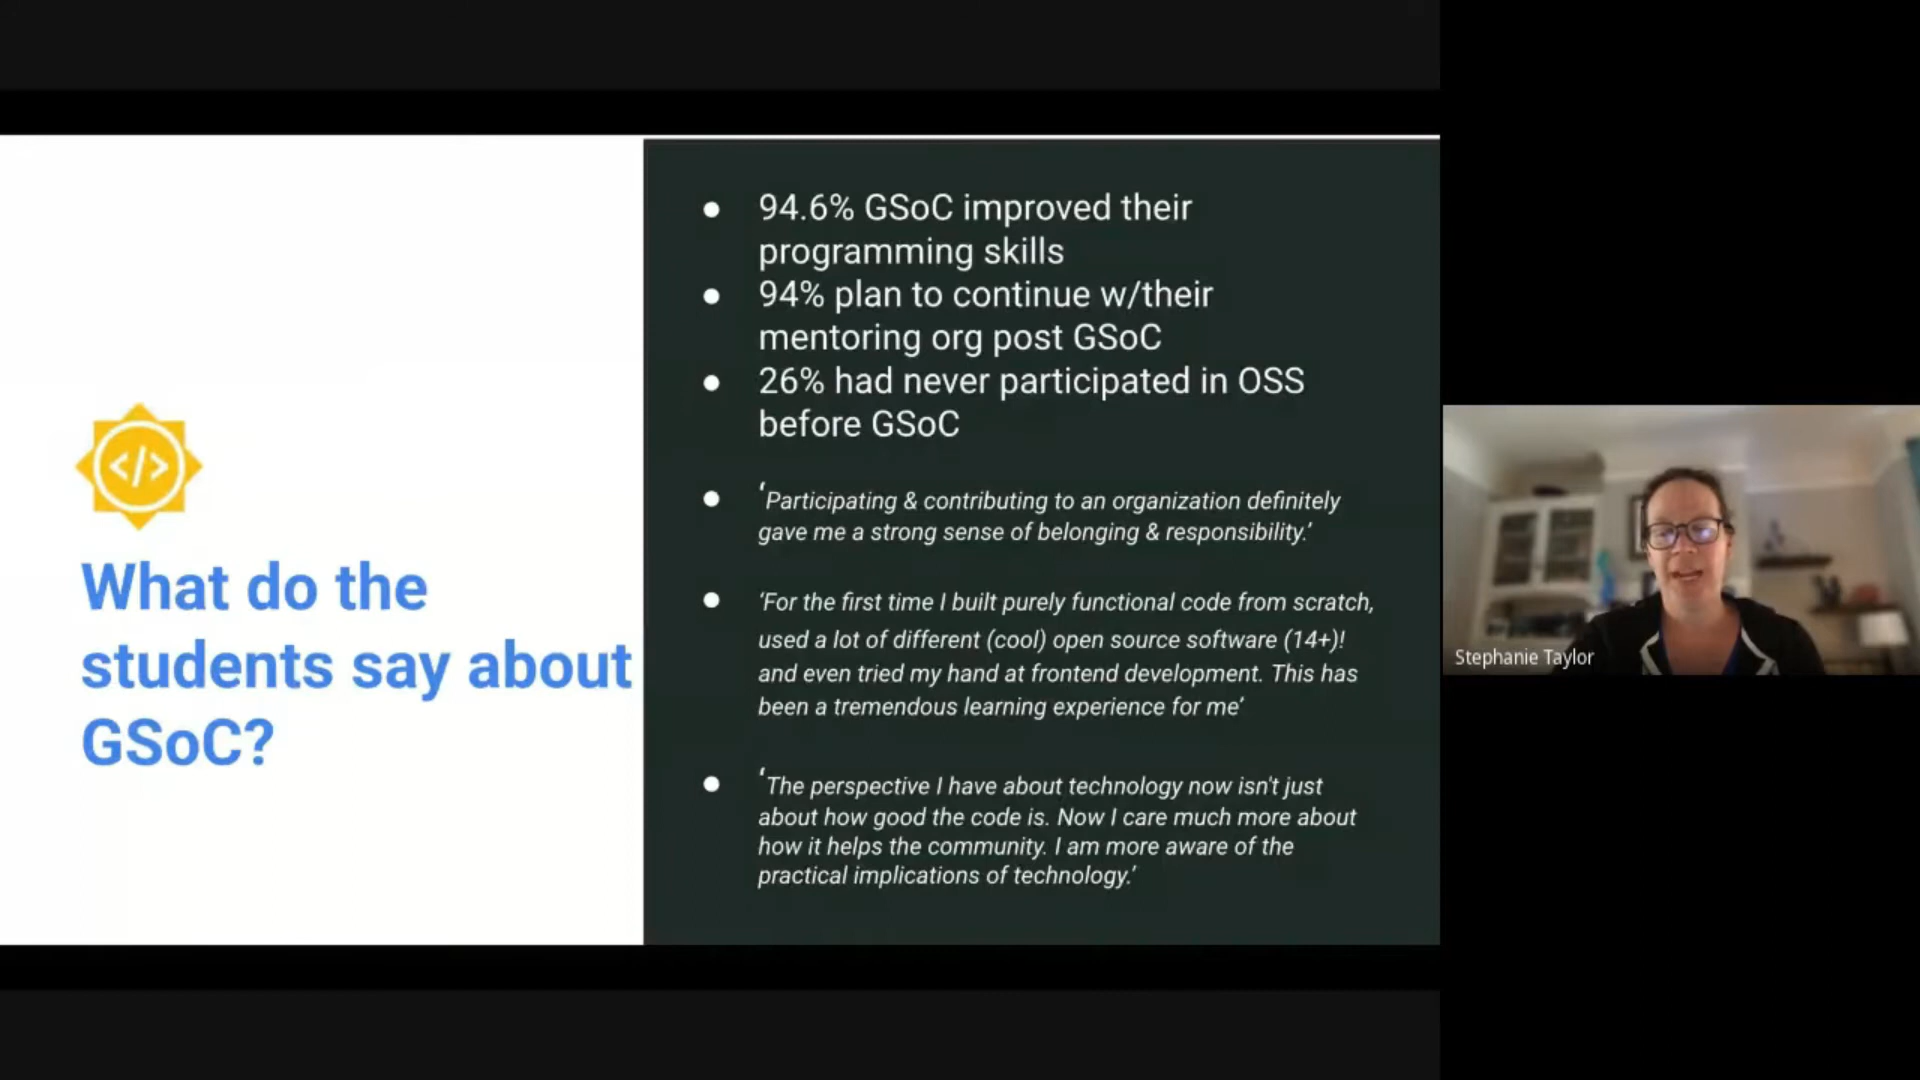 </>
What do the
students say about
GSoC?
● 94.6% GSoC improved their
programming skills
● 94% plan to continue w/their
mentoring org post GSoC
● 26% had never participated in OSS
before GSoC
● ‘Participating & contributing to an organization definitely
gave me a strong sense of belonging & responsibility.’
● ‘For the first time I built purely functional code from scratch,
used a lot of different (cool) open source software (14+)!
and even tried my hand at frontend development. This has
been a tremendous learning experience for me’
● ‘The perspective I have about technology now isn't just
about how good the code is. Now I care much more about
how it helps the community. I am more aware of the
practical implications of technology.’
Stephanie Taylor